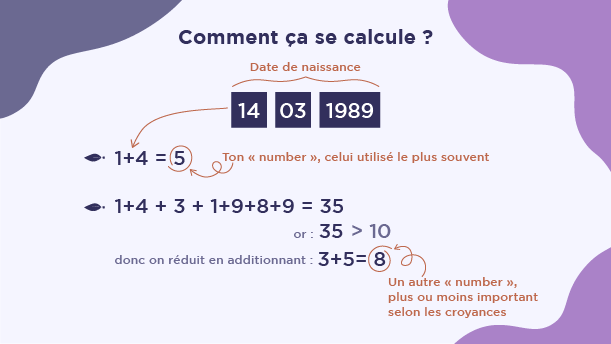 Comment ça se calcule ?
Date de naissance
14 03 1989
1+4 = 5 Ton « number », celui utilisé le plus souvent
1+4 + 3 + 1+9+8+9 = 35
or : 35 > 10
donc on réduit en additionnant : 3+5= 8
Un autre « number »,
plus ou moins important
selon les croyances